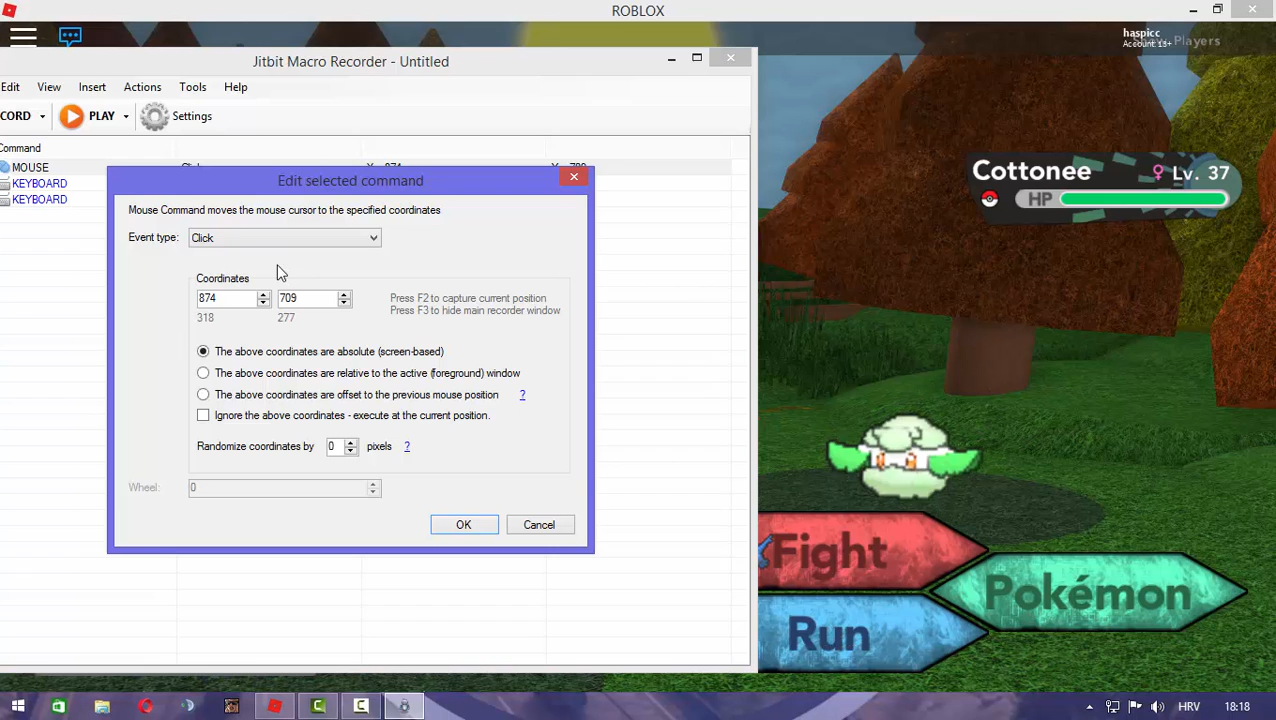 ROBLOX
haspicc
Account: 13+
Players
Jitbit Macro Recorder - Untitled
Edit View Insert Actions Tools Help
CORD PLAY Settings
Command
MOUSE
KEYBOARD
KEYBOARD
Edit selected command
Mouse Command moves the mouse cursor to the specified coordinates
Event type: Click
Coordinates
874 709
318 277
Press F2 to capture current position
Press F3 to hide main recorder window
The above coordinates are absolute (screen-based)
The above coordinates are relative to the active (foreground) window
The above coordinates are offset to the previous mouse position ?
Ignore the above coordinates - execute at the current position.
Randomize coordinates by 0 pixels ?
Wheel: 0
OK Cancel
Cottonee ♀ Lv. 37
HP
Fight
Pokémon
Run
HRV 18:18